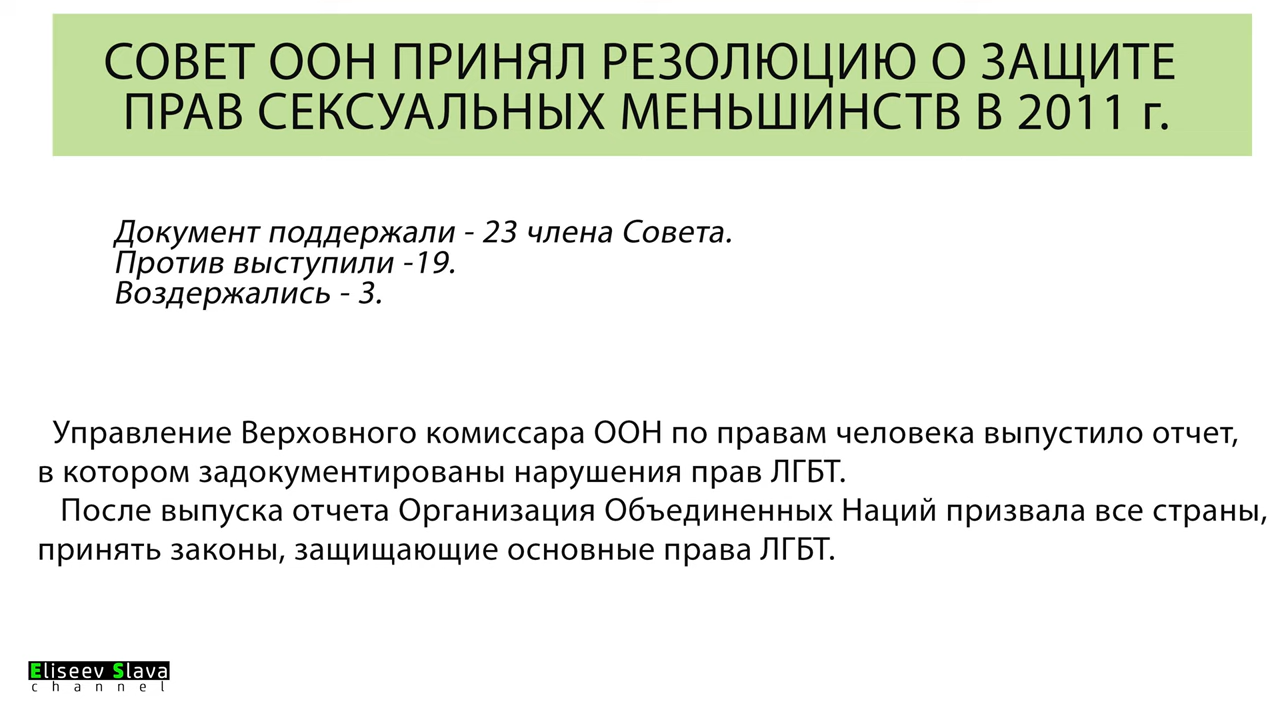 СОВЕТ ООН ПРИНЯЛ РЕЗОЛЮЦИЮ О ЗАЩИТЕ
ПРАВ СЕКСУАЛЬНЫХ МЕНЬШИНСТВ В 2011 г.
Документ поддержали - 23 члена Совета.
Против выступили -19.
Воздержались - 3.
Управление Верховного комиссара ООН по правам человека выпустило отчет,
в котором задокументированы нарушения прав ЛГБТ.
После выпуска отчета Организация Объединенных Наций призвала все страны,
принять законы, защищающие основные права ЛГБТ.
Eliseev Slava
channel